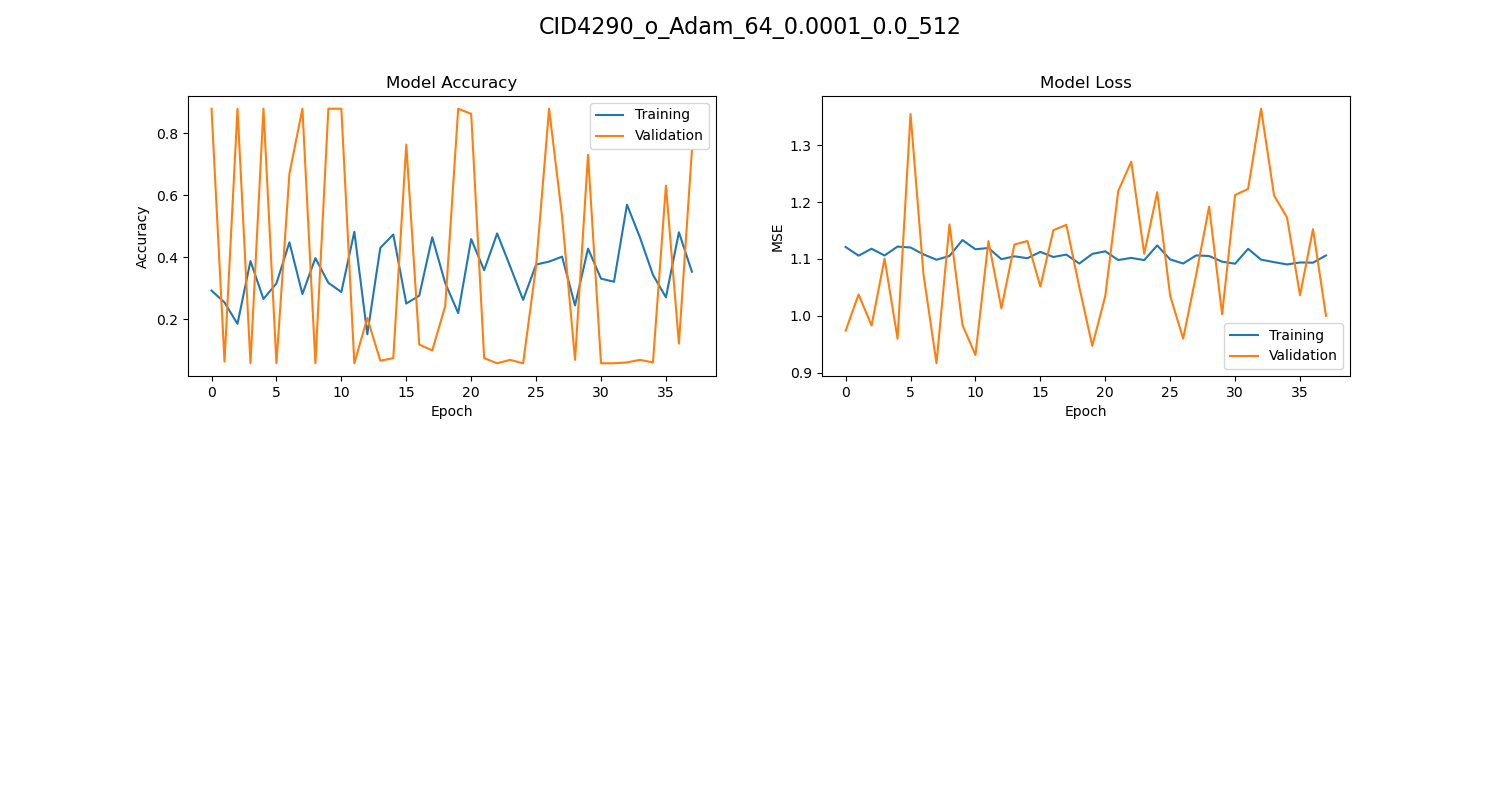 CID4290_o_Adam_64_0.0001_0.0_512
Model Accuracy
Accuracy
0.8
0.6
0.4
0.2
Training
Validation
0 5 10 15 20 25 30 35
Epoch
Model Loss
MSE
1.3
1.2
1.1
1.0
0.9
Training
Validation
0 5 10 15 20 25 30 35
Epoch